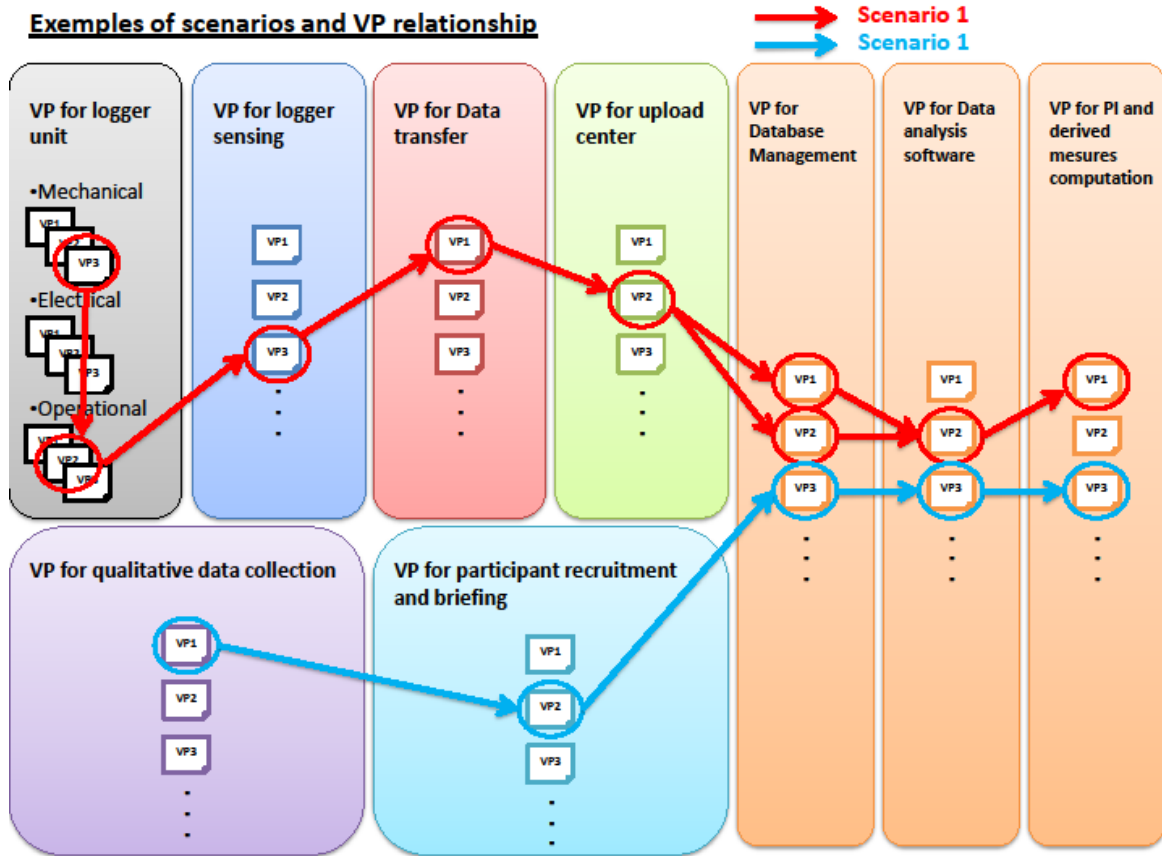 Exemples of scenarios and VP relationship
Scenario 1
Scenario 1
VP for logger
unit
•Mechanical
VP1
VP2
VP3
•Electrical
VP1
VP2
VP3
•Operational
VP1
VP2
VP for logger
sensing
VP1
VP2
VP3
VP for Data
transfer
VP1
VP2
VP3
VP for upload
center
VP1
VP2
VP3
VP for
Database
Management
VP1
VP2
VP3
VP for Data
analysis
software
VP1
VP2
VP3
VP for PI and
derived
mesures
computation
VP1
VP2
VP3
VP for qualitative data collection
VP1
VP2
VP3
VP for participant recruitment
and briefing
VP1
VP2
VP3